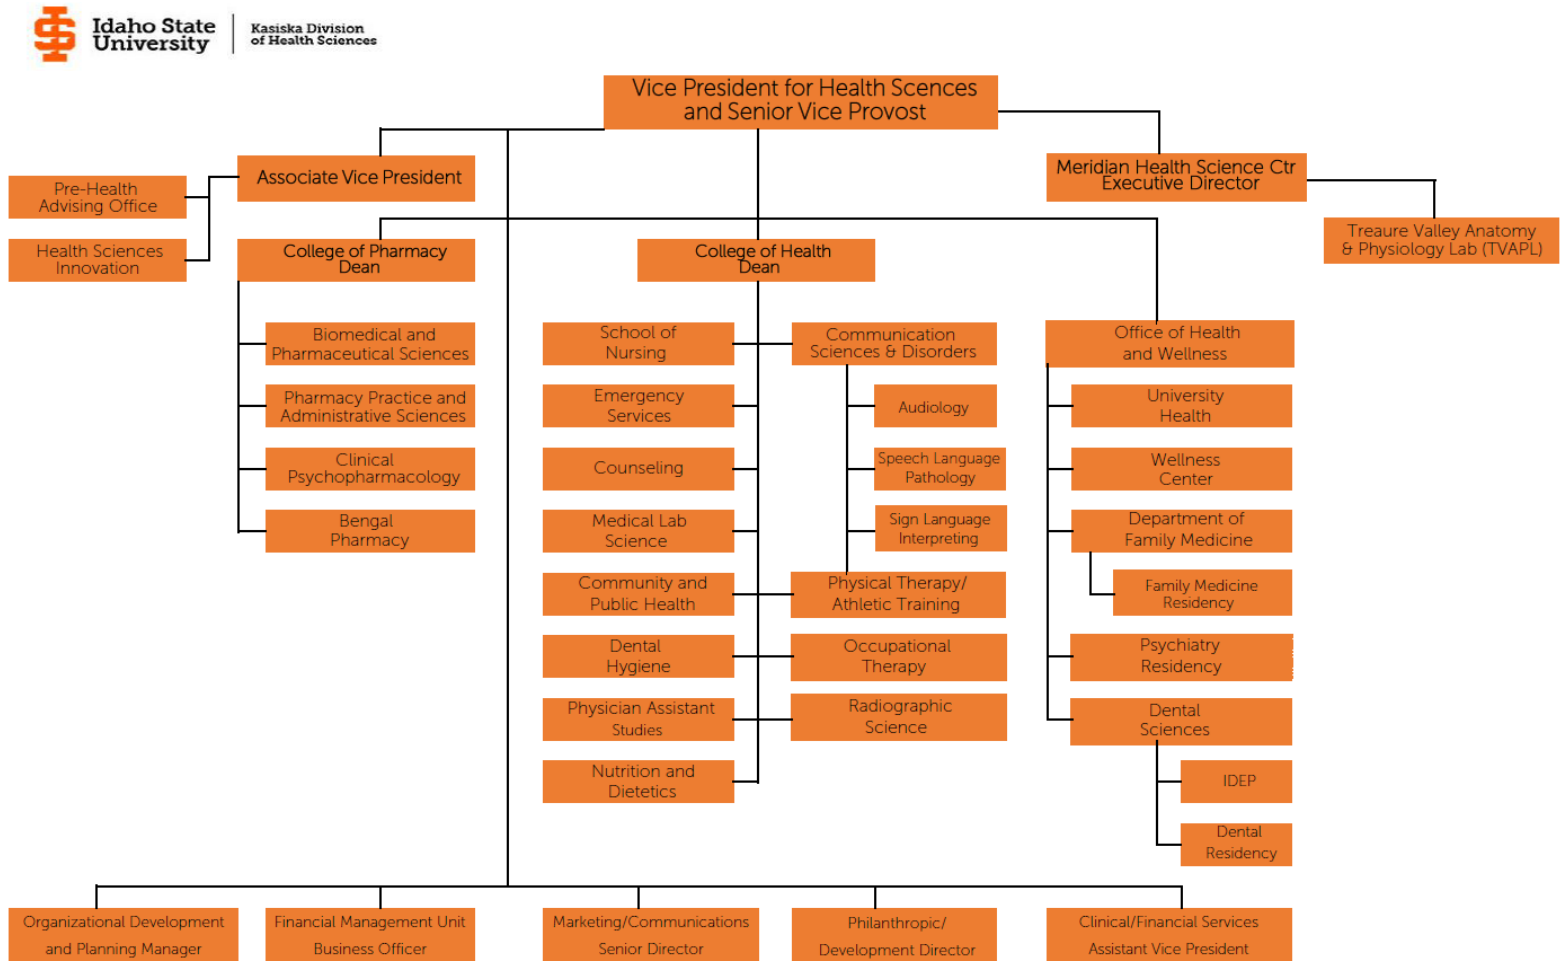 Idaho State
University
Kasiska Division
of Health Sciences
Vice President for Health Scences
and Senior Vice Provost
Associate Vice President
Meridian Health Science Ctr
Executive Director
Pre-Health
Advising Office
Health Sciences
Innovation
Treaure Valley Anatomy
& Physiology Lab (TVAPL)
College of Pharmacy
Dean
College of Health
Dean
Biomedical and
Pharmaceutical Sciences
Pharmacy Practice and
Administrative Sciences
Clinical
Psychopharmacology
Bengal
Pharmacy
School of
Nursing
Emergency
Services
Counseling
Medical Lab
Science
Community and
Public Health
Dental
Hygiene
Physician Assistant
Studies
Nutrition and
Dietetics
Communication
Sciences & Disorders
Audiology
Speech Language
Pathology
Sign Language
Interpreting
Physical Therapy/
Athletic Training
Occupational
Therapy
Radiographic
Science
Office of Health
and Wellness
University
Health
Wellness
Center
Department of
Family Medicine
Family Medicine
Residency
Psychiatry
Residency
Dental
Sciences
IDEP
Dental
Residency
Organizational Development
and Planning Manager
Financial Management Unit
Business Officer
Marketing/Communications
Senior Director
Philanthropic/
Development Director
Clinical/Financial Services
Assistant Vice President